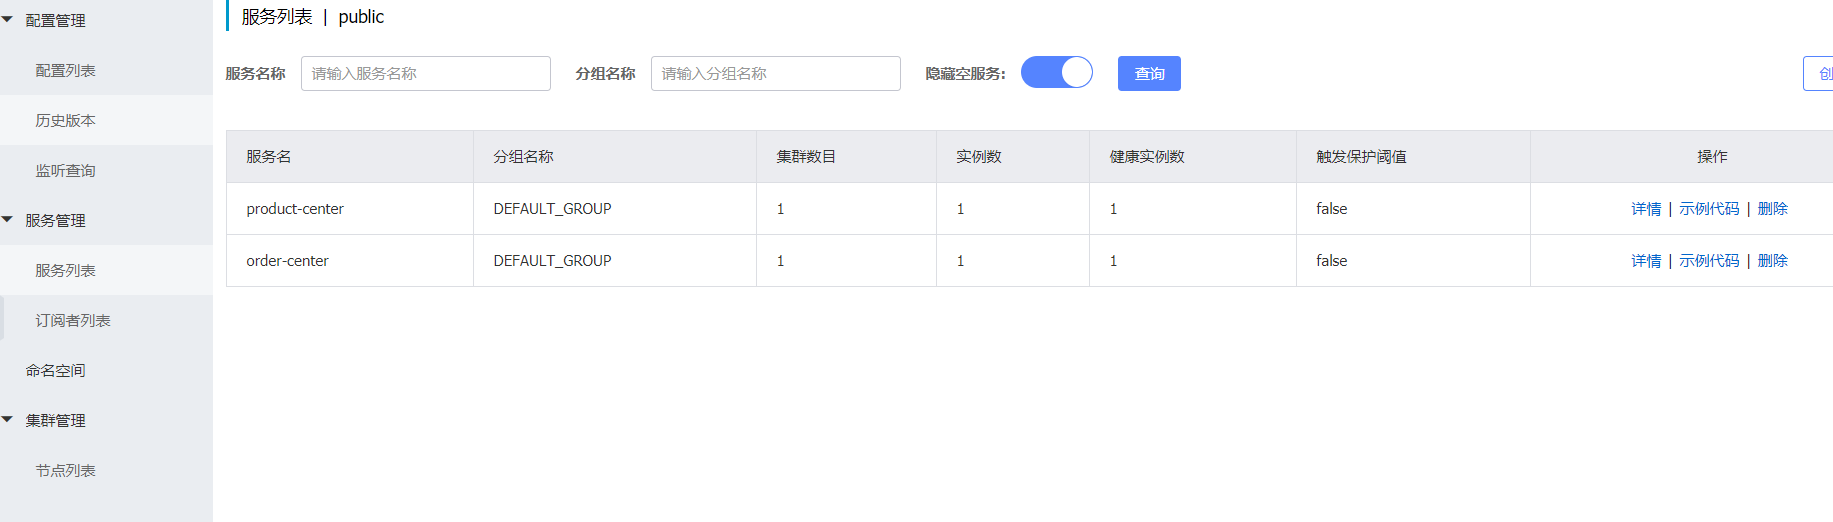 配置管理
配置列表
历史版本
监听查询
服务管理
服务列表
订阅者列表
命名空间
集群管理
节点列表
服务列表 | public
服务名称 请输入服务名称 分组名称 请输入分组名称 隐藏空服务: 查询 创
服务名 分组名称 集群数目 实例数 健康实例数 触发保护阈值 操作
product-center DEFAULT_GROUP 1 1 1 false 详情 | 示例代码 | 删除
order-center DEFAULT_GROUP 1 1 1 false 详情 | 示例代码 | 删除